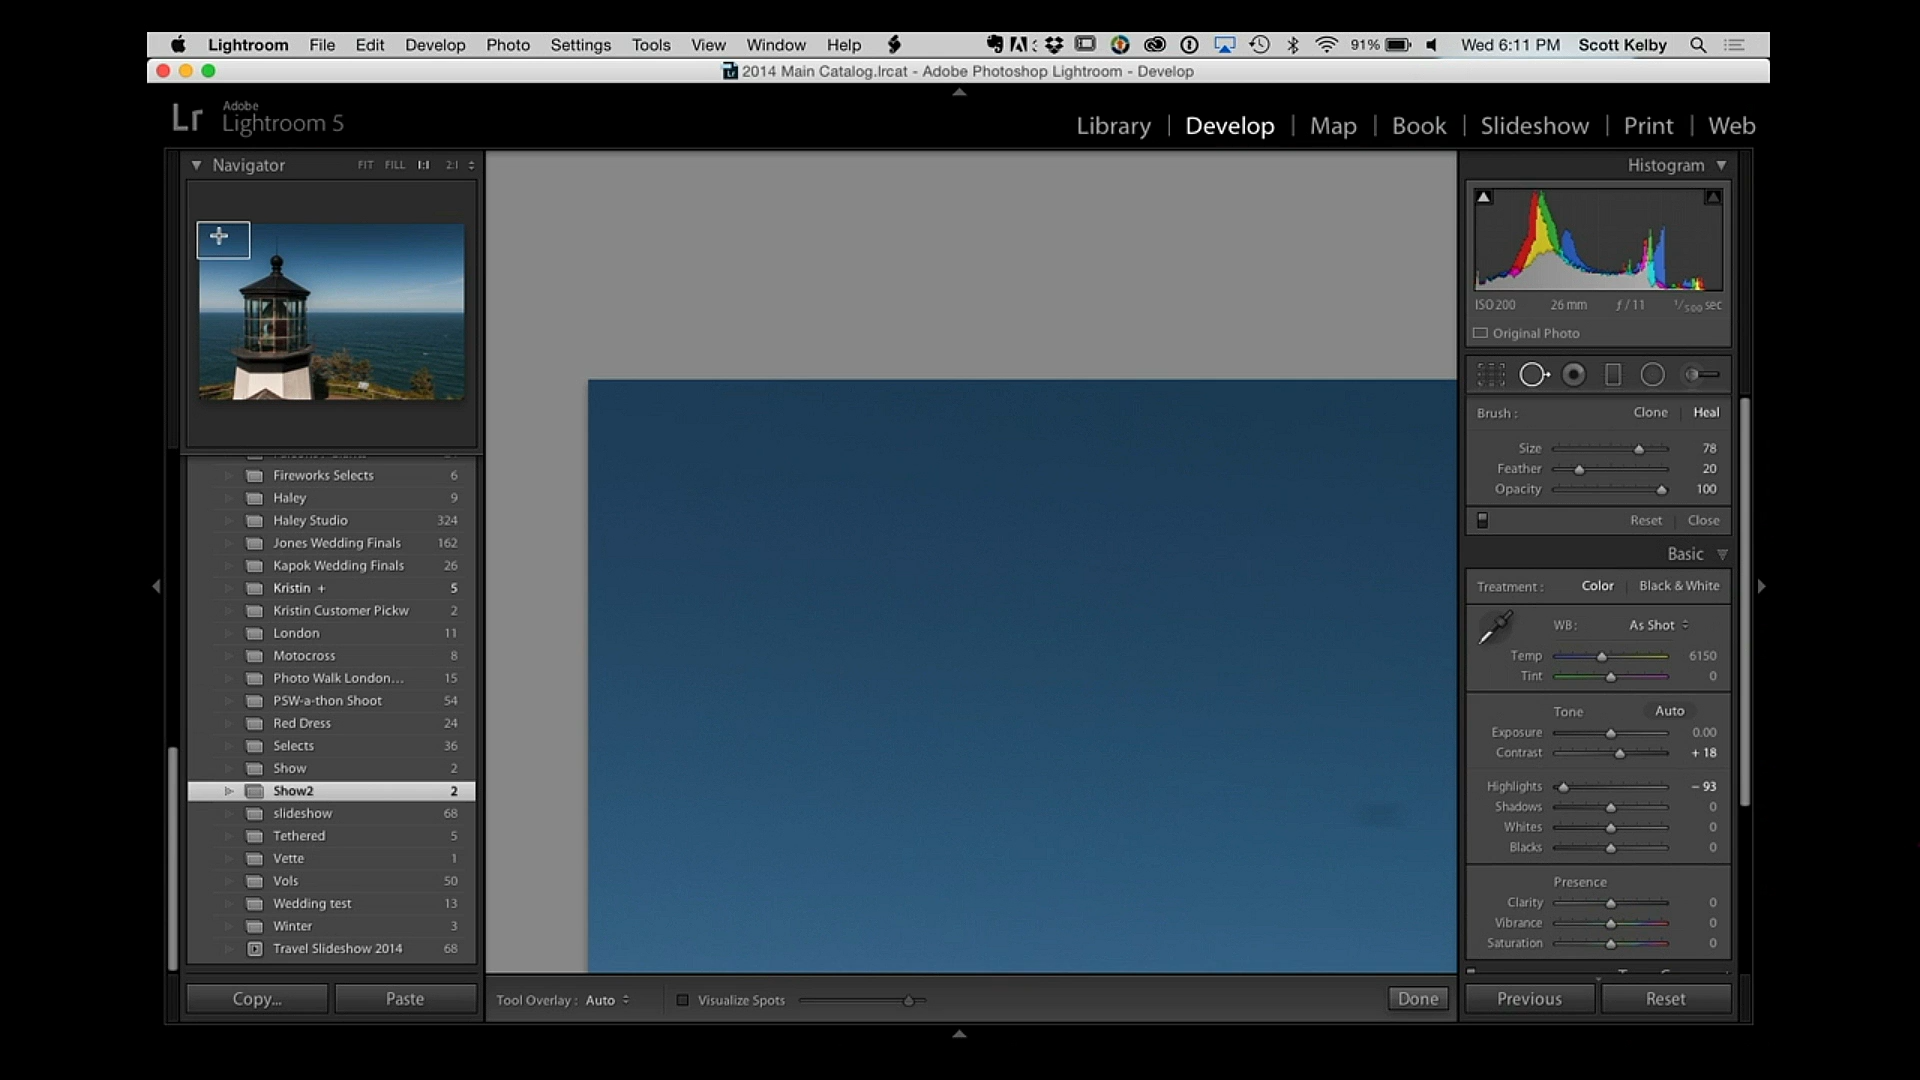 Lightroom File Edit Develop Photo Settings Tools View Window Help 91% Wed 6:11 PM Scott Kelby
2014 Main Catalog.lrcat - Adobe Photoshop Lightroom - Develop
Lr Adobe
Lightroom 5
Library | Develop | Map | Book | Slideshow | Print | Web
Navigator FIT FILL 1:1 2:1
Fireworks Selects 6
Haley 9
Haley Studio 324
Jones Wedding Finals 162
Kapok Wedding Finals 26
Kristin + 5
Kristin Customer Pickw 2
London 11
Motocross 8
Photo Walk London... 15
PSW-a-thon Shoot 54
Red Dress 24
Selects 36
Show 2
Show2 2
slideshow 68
Tethered 5
Vette 1
Vols 50
Wedding test 13
Winter 3
Travel Slideshow 2014 68
Copy... Paste
Tool Overlay : Auto Visualize Spots Done
Histogram
ISO 200 26 mm f / 11 1/500 sec
Original Photo
Brush : Clone | Heal
Size 78
Feather 20
Opacity 100
Reset | Close
Basic
Treatment : Color | Black & White
WB : As Shot
Temp 6150
Tint 0
Tone Auto
Exposure 0.00
Contrast + 18
Highlights - 93
Shadows 0
Whites 0
Blacks 0
Presence
Clarity 0
Vibrance 0
Saturation 0
Previous Reset